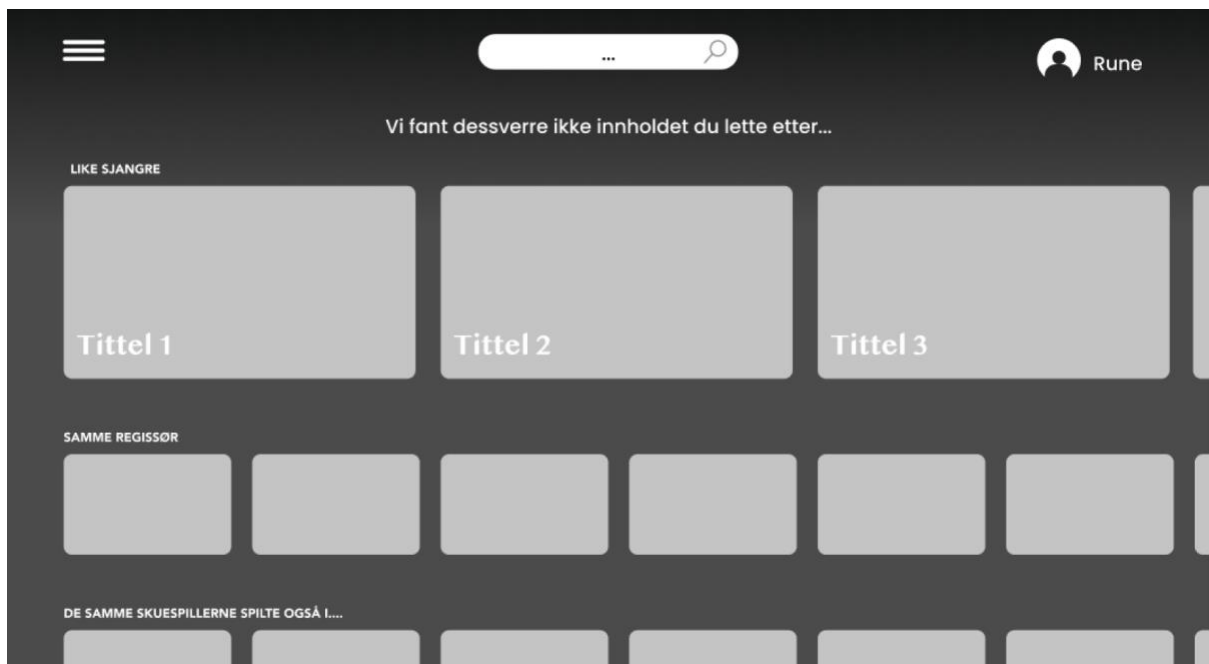 ...
Rune
Vi fant dessverre ikke innholdet du lette etter...
LIKE SJANGRE
Tittel 1
Tittel 2
Tittel 3
SAMME REGISSØR
DE SAMME SKUESPILLERNE SPILTE OGSÅ I....